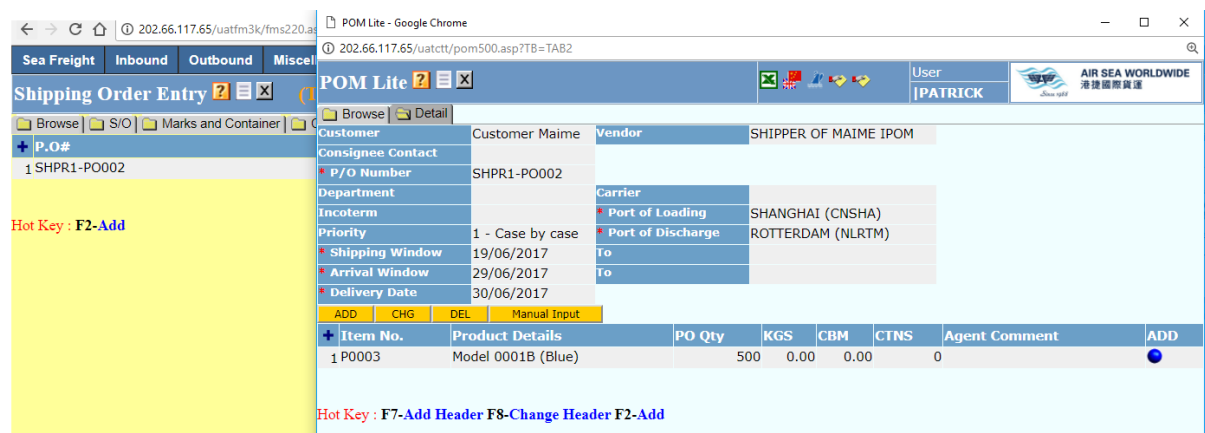 202.66.117.65/uatfm3k/fms220.as
Sea Freight Inbound Outbound Miscell
Shipping Order Entry ?
Browse S/O Marks and Container
+ P.O#
1 SHPR1-PO002
Hot Key : F2-Add
POM Lite - Google Chrome
202.66.117.65/uatctt/pom500.asp?TB=TAB2
POM Lite ? X User AIR SEA WORLDWIDE
|PATRICK Since 1978 港捷國際貨運
Browse Detail
Customer Customer Maime Vendor SHIPPER OF MAIME IPOM
Consignee Contact
* P/O Number SHPR1-PO002
Department Carrier
Incoterm * Port of Loading SHANGHAI (CNSHA)
Priority 1 - Case by case * Port of Discharge ROTTERDAM (NLRTM)
* Shipping Window 19/06/2017 To
* Arrival Window 29/06/2017 To
* Delivery Date 30/06/2017
ADD CHG DEL Manual Input
+ Item No. Product Details PO Qty KGS CBM CTNS Agent Comment ADD
1 P0003 Model 0001B (Blue) 500 0.00 0.00 0
Hot Key : F7-Add Header F8-Change Header F2-Add